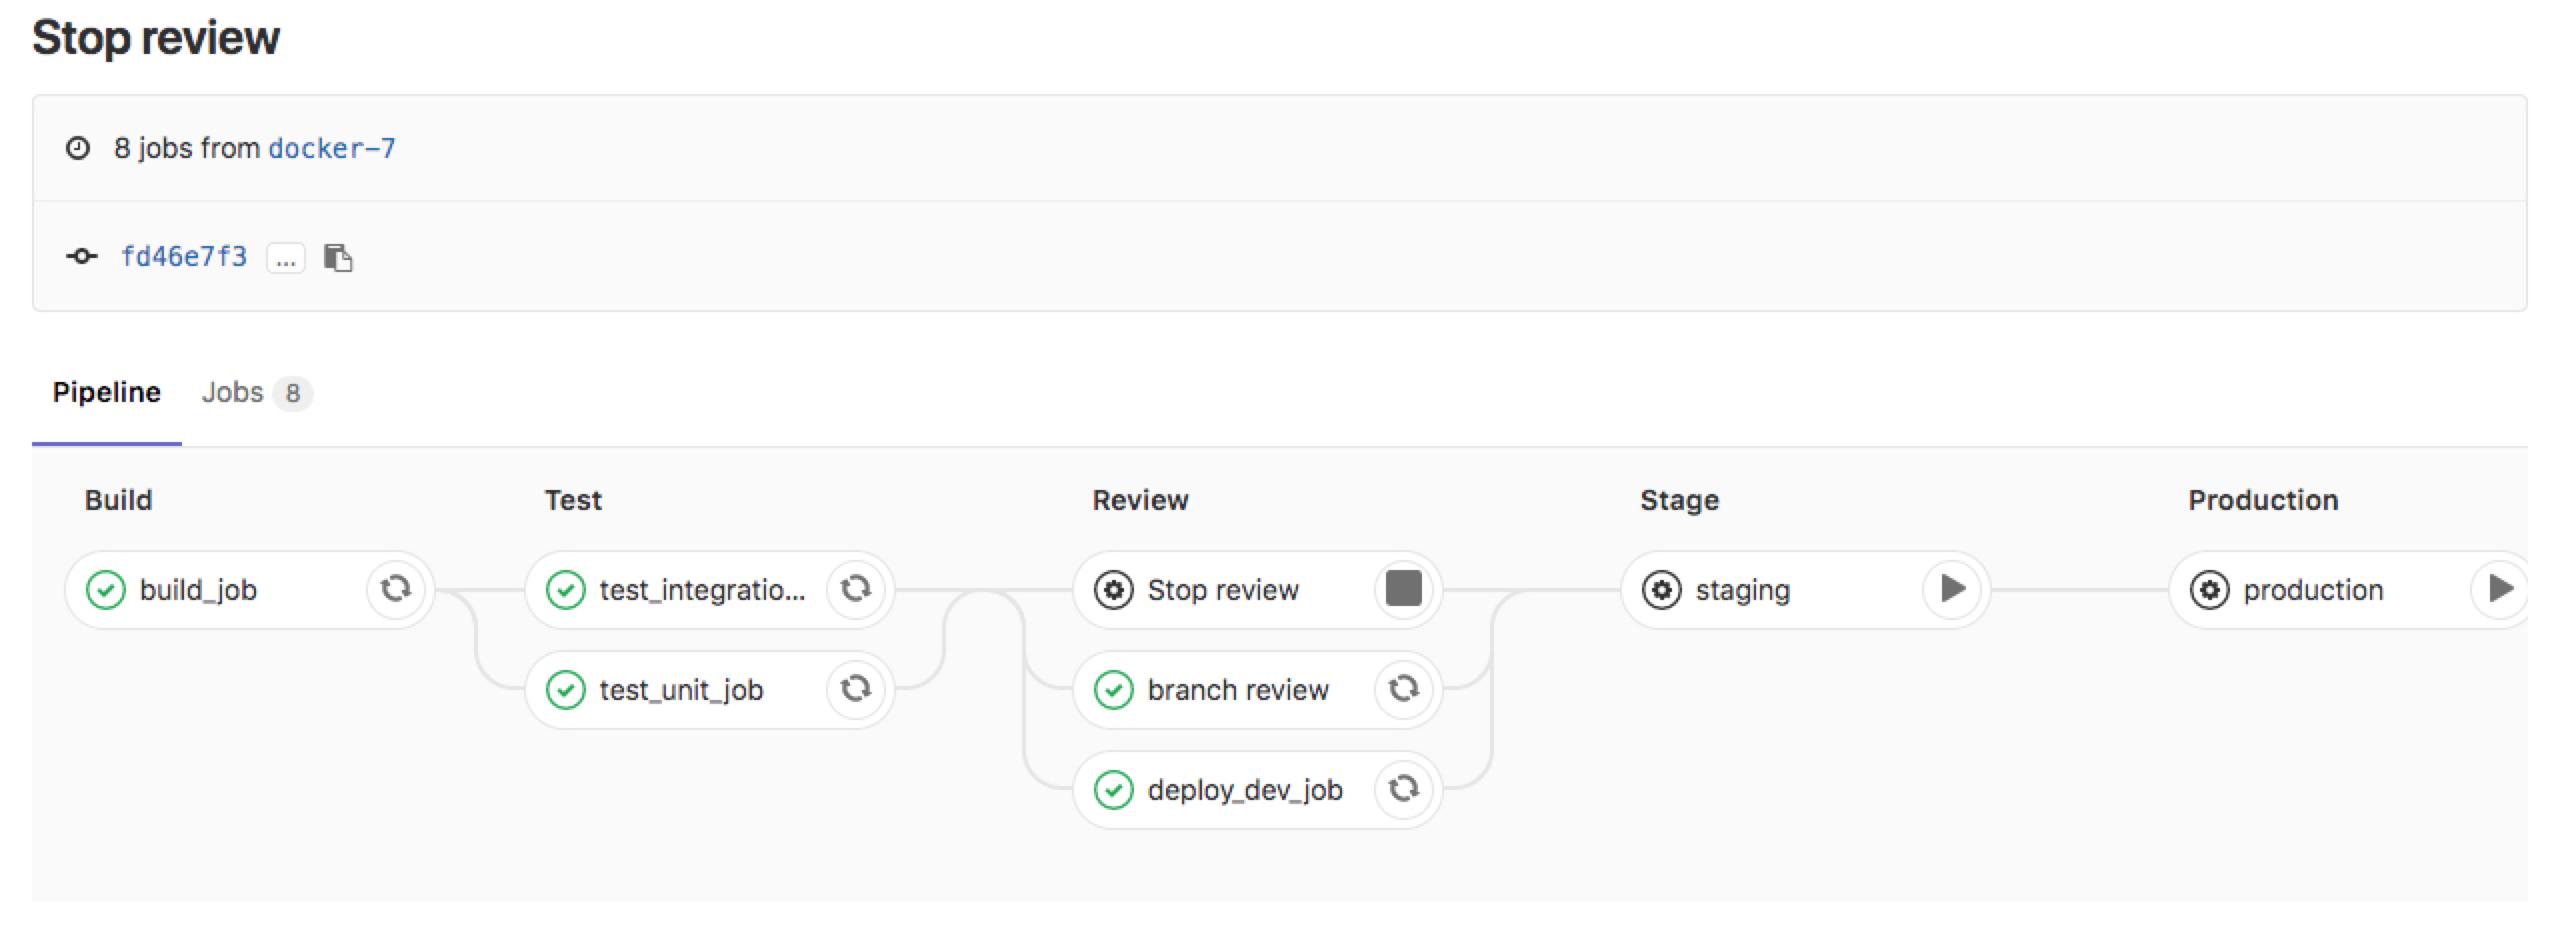 Stop review
8 jobs from docker-7
fd46e7f3 ...
Pipeline Jobs 8
Build Test Review Stage Production
build_job test_integratio... Stop review staging production
test_unit_job branch review
deploy_dev_job